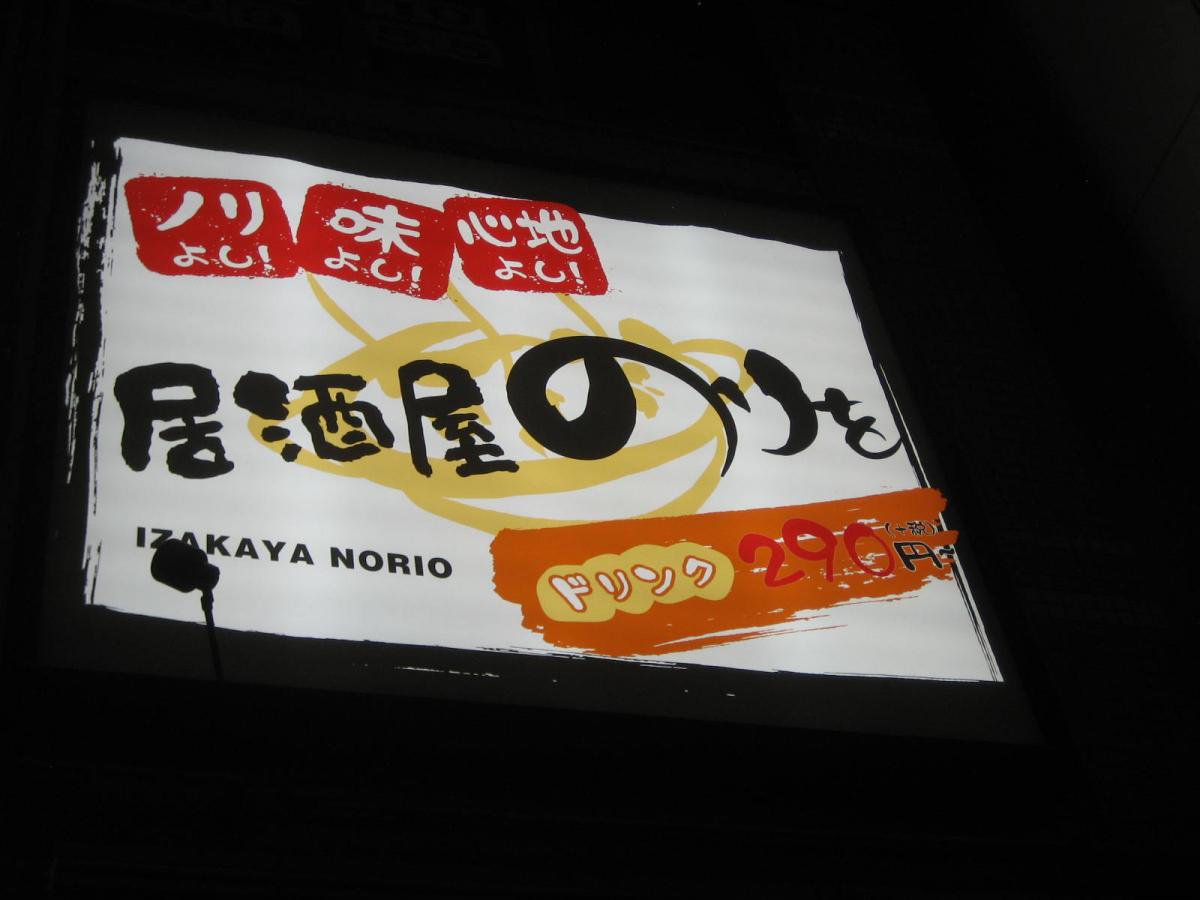 ノリ よし!
味 よし!
心地 よし!
居酒屋のりを
IZAKAYA NORIO
ドリンク 290円(+税)~